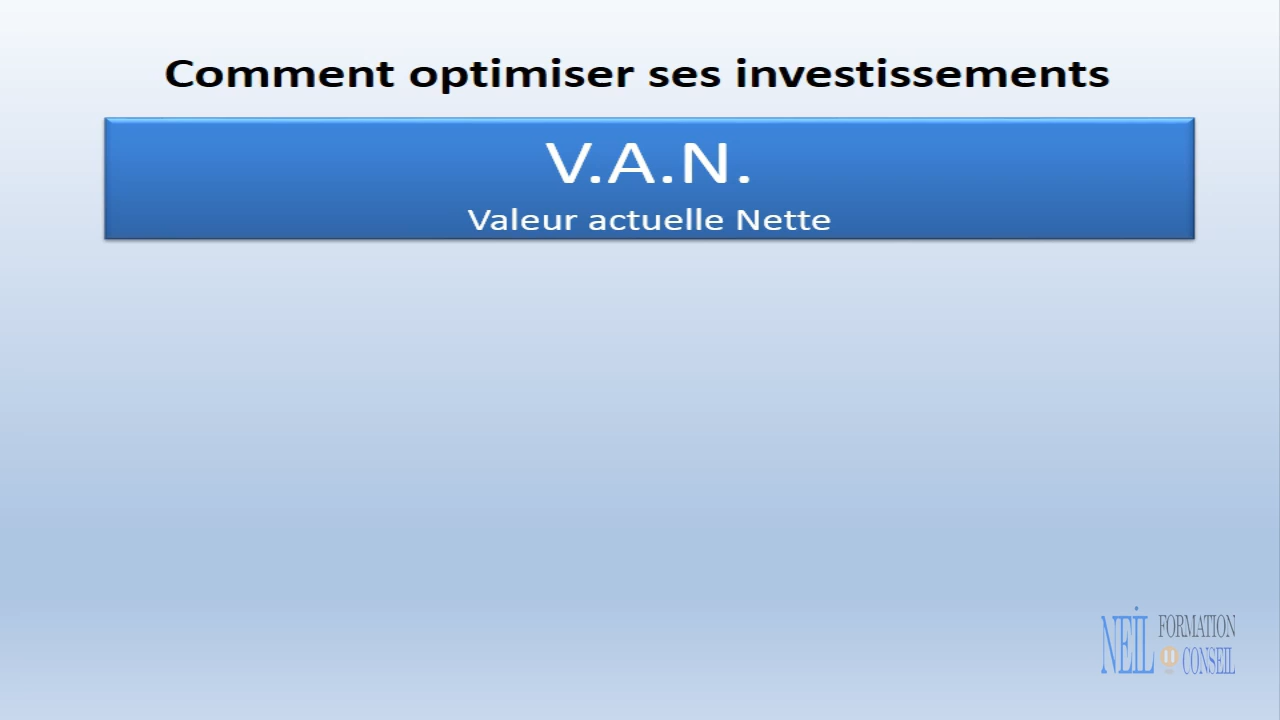 Comment optimiser ses investissements
V.A.N.
Valeur actuelle Nette
NEIL FORMATION
CONSEIL